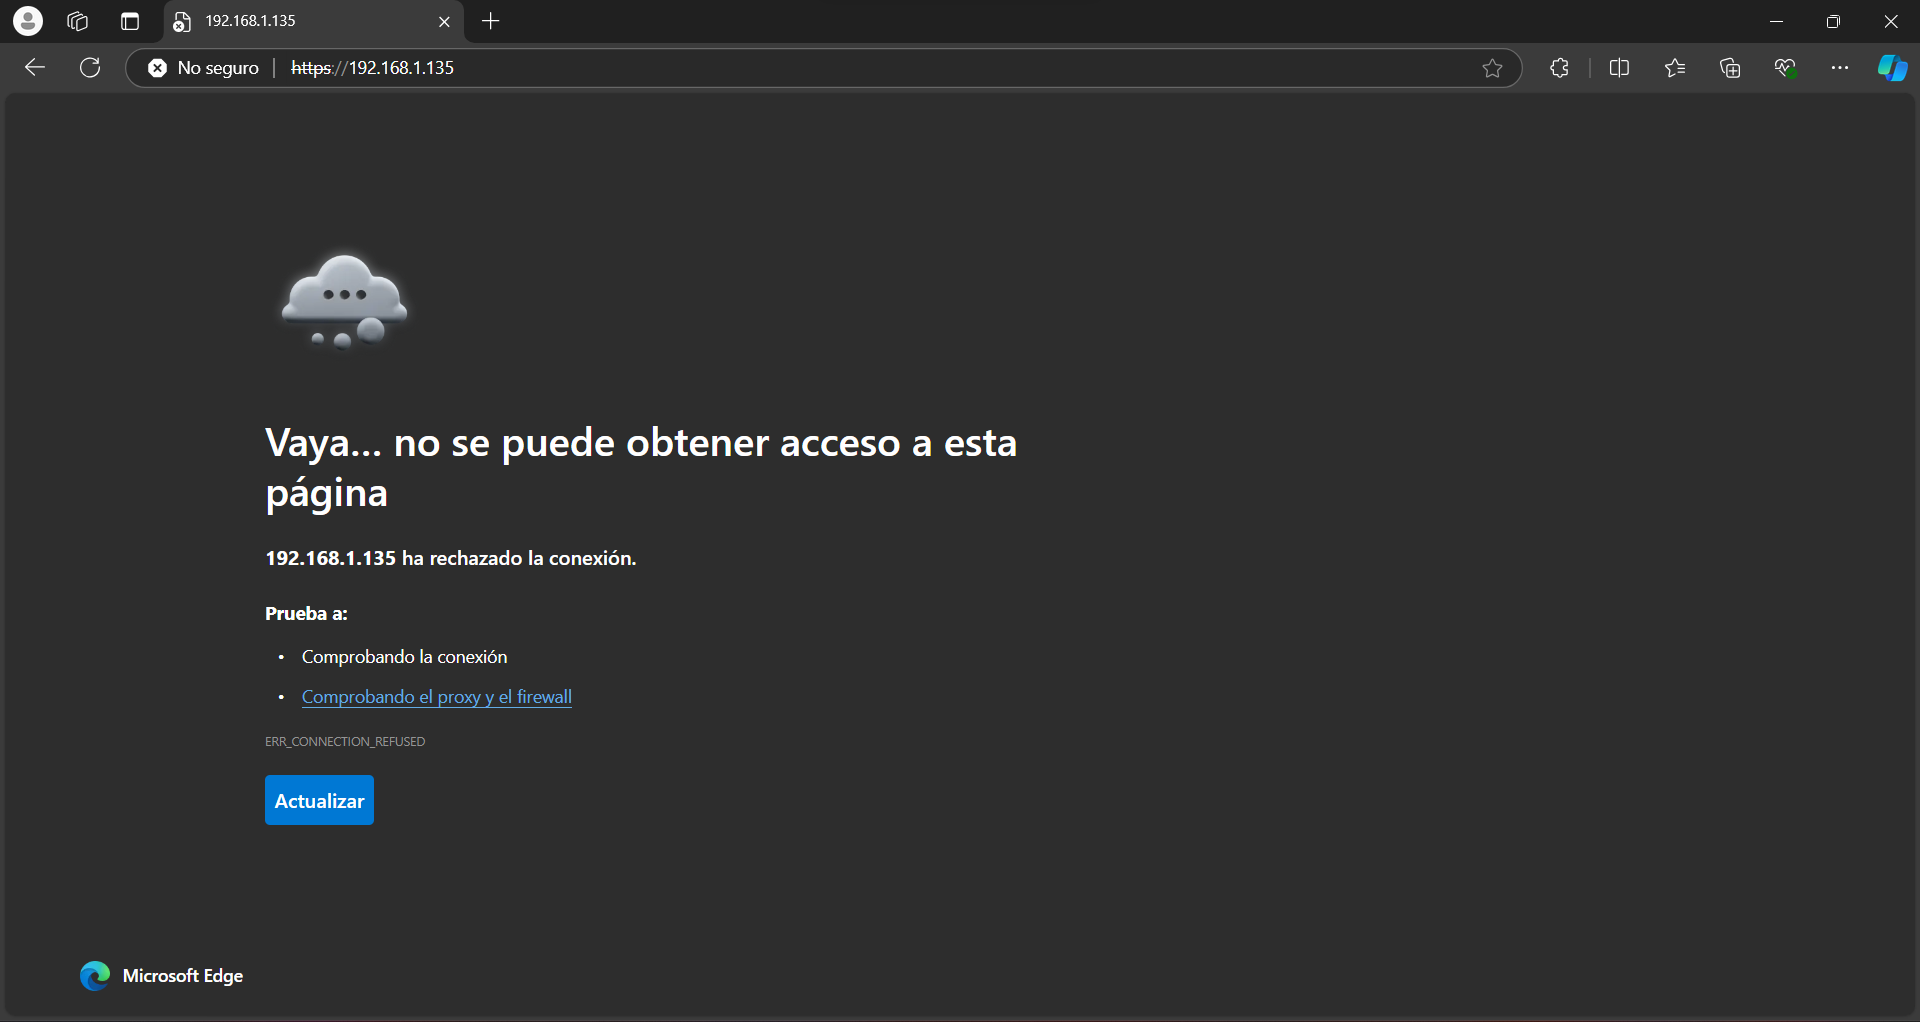 192.168.1.135
No seguro | https://192.168.1.135
Vaya... no se puede obtener acceso a esta
página
192.168.1.135 ha rechazado la conexión.
Prueba a:
• Comprobando la conexión
• Comprobando el proxy y el firewall
ERR_CONNECTION_REFUSED
Actualizar
Microsoft Edge